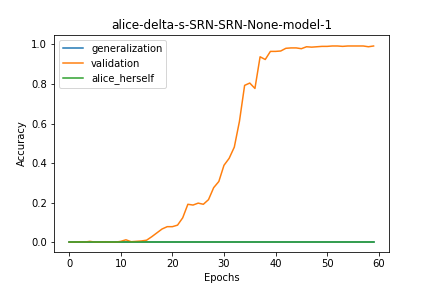 alice-delta-s-SRN-SRN-None-model-1
generalization
validation
alice_herself
Accuracy
1.0
0.8
0.6
0.4
0.2
0.0
0 10 20 30 40 50 60
Epochs